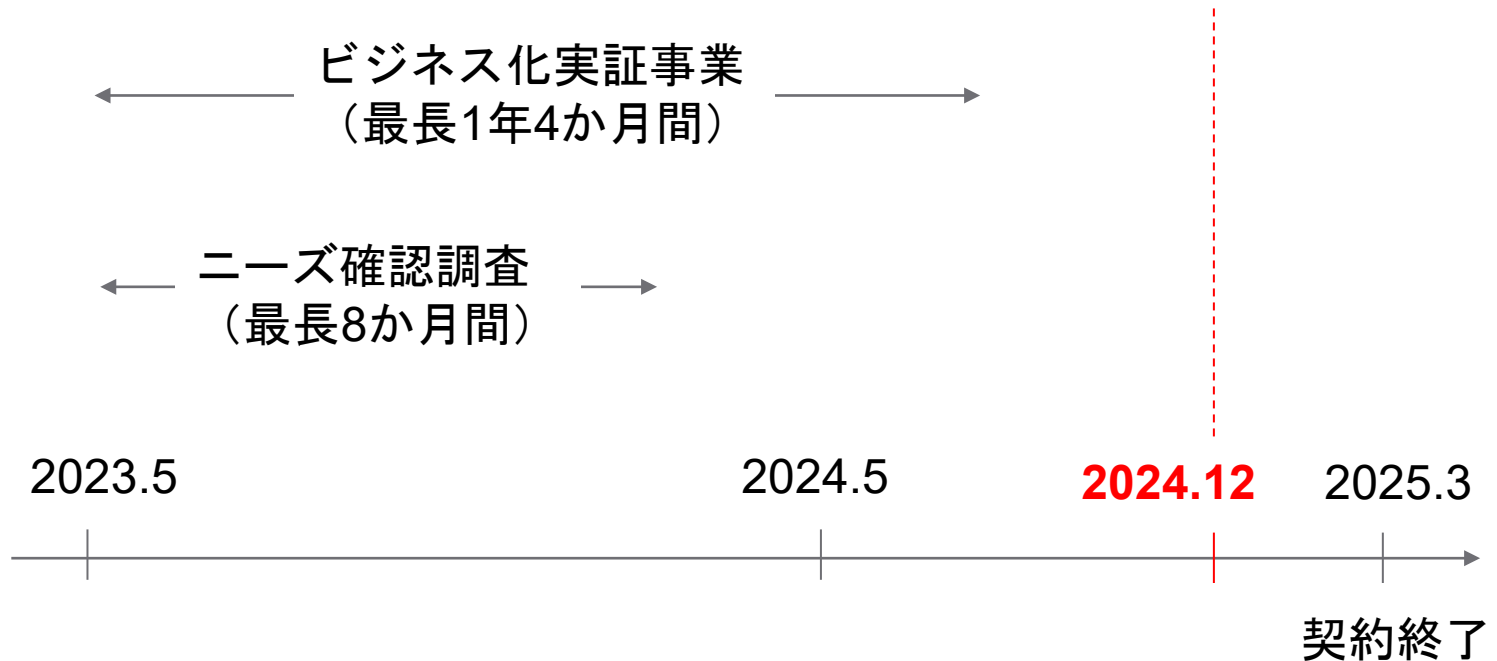 ビジネス化実証事業
（最長1年4か月間）
ニーズ確認調査
（最長8か月間）
2023.5
2024.5
2024.12
2025.3
契約終了